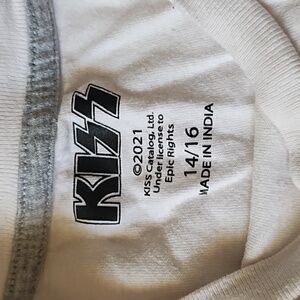 KISS
©2021
KISS Catalog, Ltd.
Under license to
Epic Rights
14/16
MADE IN INDIA